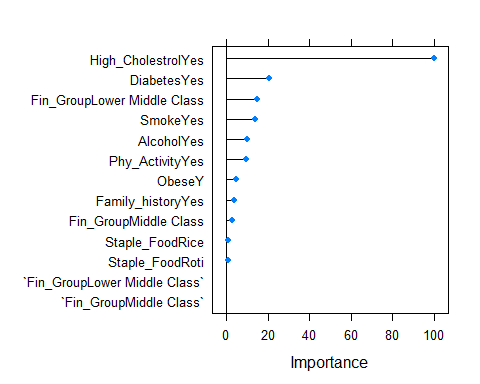 High_CholestrolYes
DiabetesYes
Fin_GroupLower Middle Class
SmokeYes
AlcoholYes
Phy_ActivityYes
ObeseY
Family_historyYes
Fin_GroupMiddle Class
Staple_FoodRice
Staple_FoodRoti
`Fin_GroupLower Middle Class`
`Fin_GroupMiddle Class`
0 20 40 60 80 100
Importance